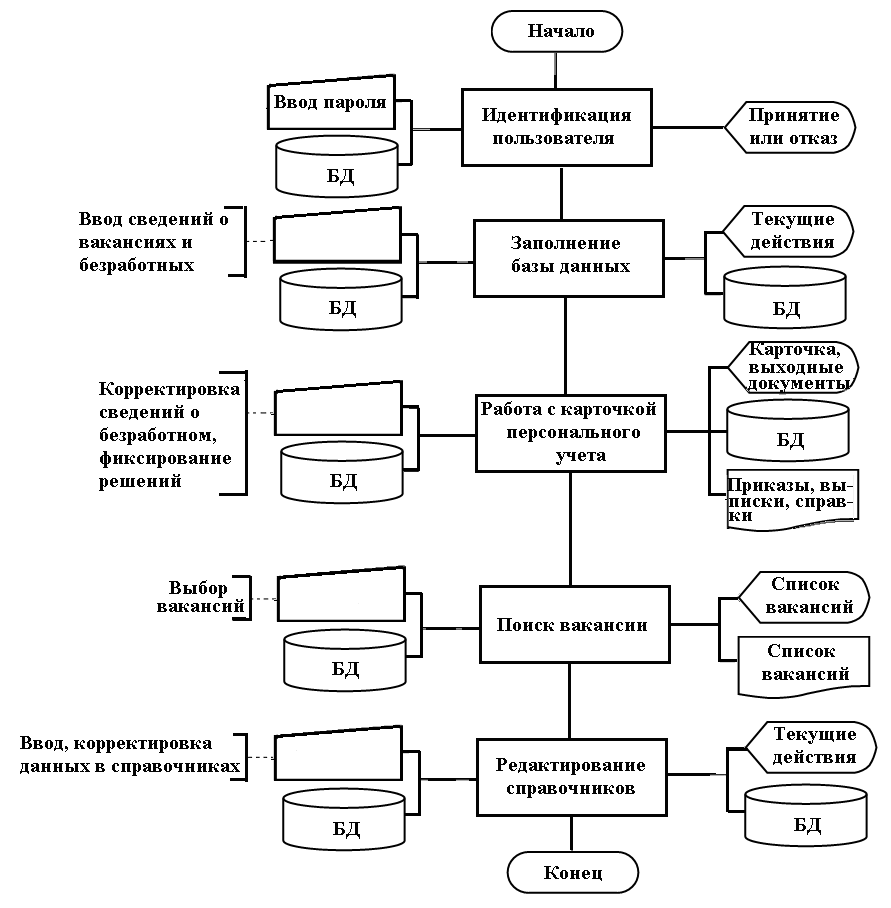 Начало
Ввод пароля
БД
Идентификация
пользователя
Принятие
или отказ
Ввод сведений о
вакансиях и
безработных
БД
Заполнение
базы данных
Текущие
действия
БД
Корректировка
сведений о
безработном,
фиксирование
решений
БД
Работа с карточкой
персонального
учета
Карточка,
выходные
документы
БД
Приказы, вы-
писки, справ-
ки
Выбор
вакансий
БД
Поиск вакансии
Список
вакансий
Список
вакансий
Ввод, корректировка
данных в справочниках
БД
Редактирование
справочников
Текущие
действия
БД
Конец